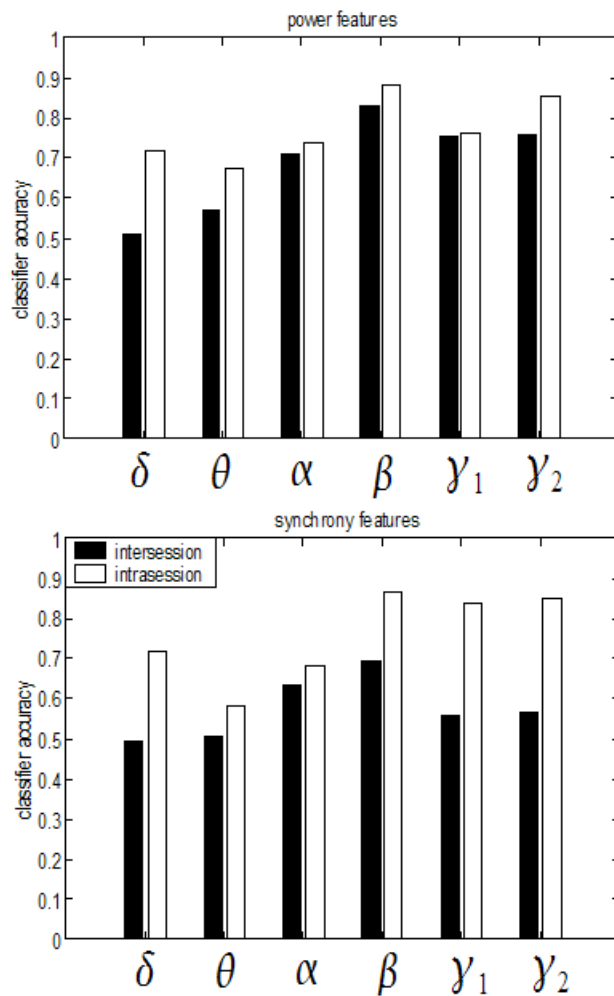 power features
classifier accuracy
1
0.9
0.8
0.7
0.6
0.5
0.4
0.3
0.2
0.1
0
δ θ α β γ1 γ2
synchrony features
intersession
intrasession
classifier accuracy
1
0.9
0.8
0.7
0.6
0.5
0.4
0.3
0.2
0.1
0
δ θ α β γ1 γ2